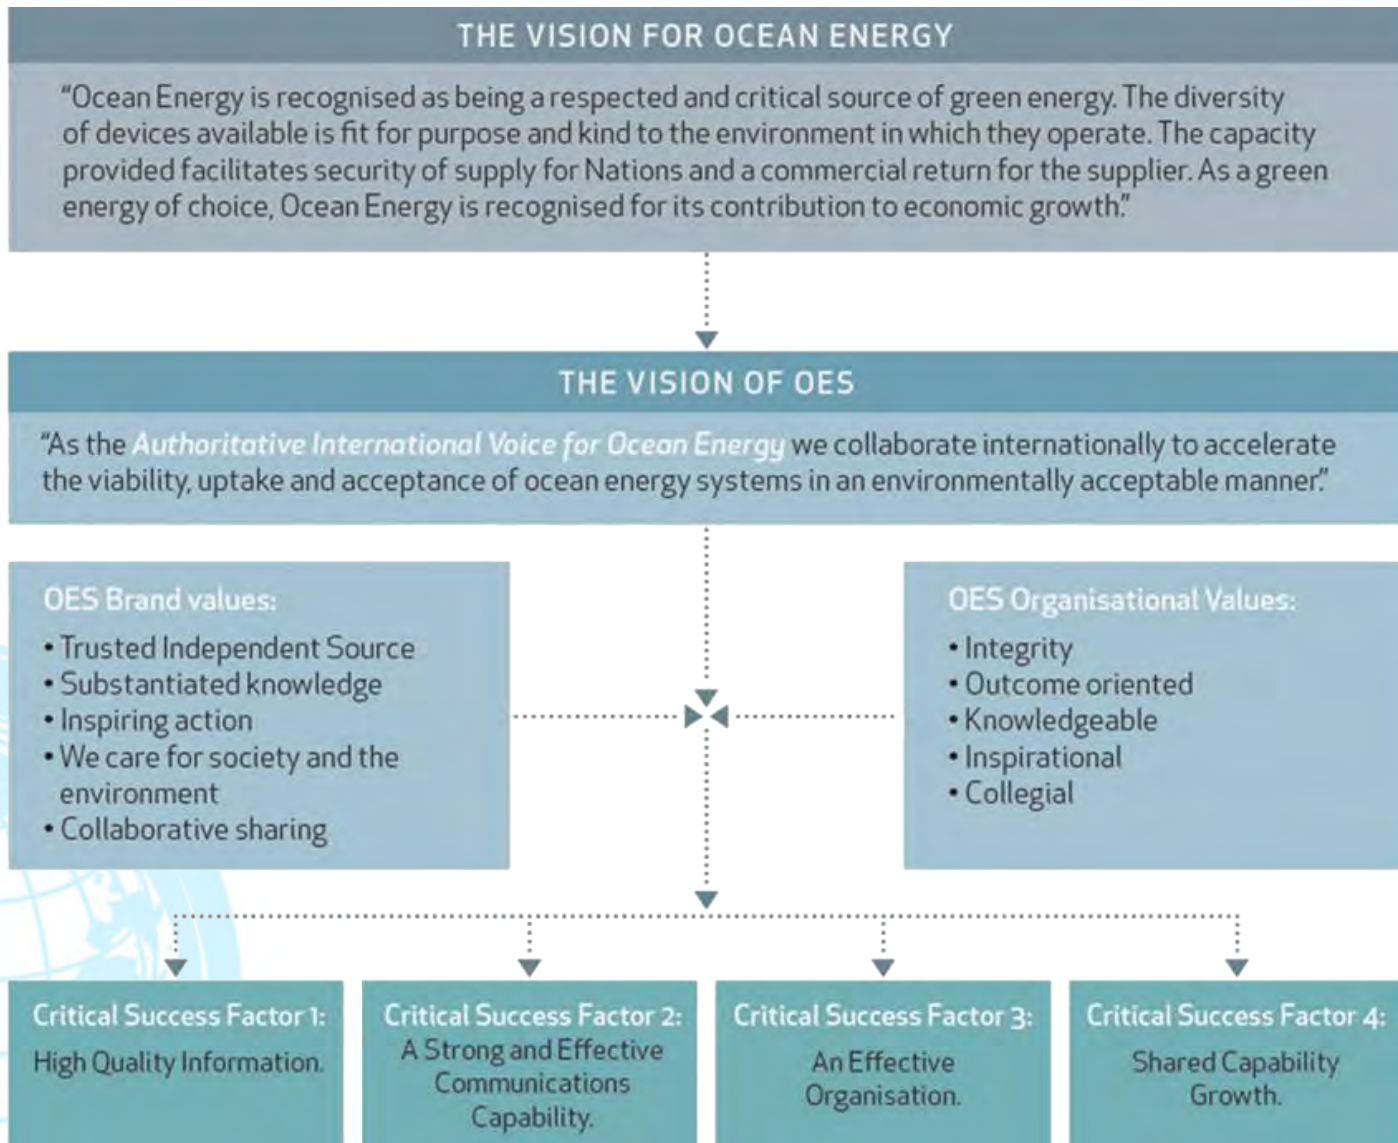 THE VISION FOR OCEAN ENERGY
“Ocean Energy is recognised as being a respected and critical source of green energy. The diversity
of devices available is fit for purpose and kind to the environment in which they operate. The capacity
provided facilitates security of supply for Nations and a commercial return for the supplier. As a green
energy of choice, Ocean Energy is recognised for its contribution to economic growth.”
THE VISION OF OES
“As the Authoritative International Voice for Ocean Energy we collaborate internationally to accelerate
the viability, uptake and acceptance of ocean energy systems in an environmentally acceptable manner.”
OES Brand values:
• Trusted Independent Source
• Substantiated knowledge
• Inspiring action
• We care for society and the
environment
• Collaborative sharing
OES Organisational Values:
• Integrity
• Outcome oriented
• Knowledgeable
• Inspirational
• Collegial
Critical Success Factor 1:
High Quality Information.
Critical Success Factor 2:
A Strong and Effective
Communications
Capability.
Critical Success Factor 3:
An Effective
Organisation.
Critical Success Factor 4:
Shared Capability
Growth.